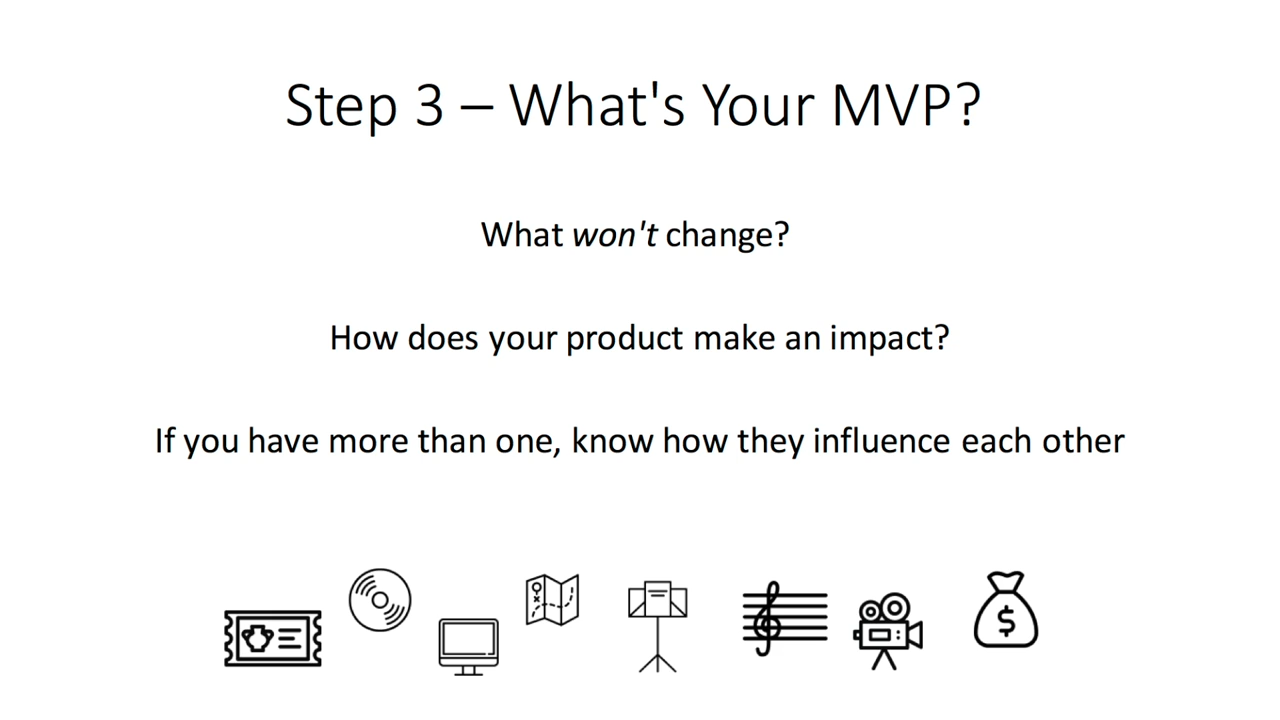 Step 3 – What's Your MVP?
What won't change?
How does your product make an impact?
If you have more than one, know how they influence each other
$